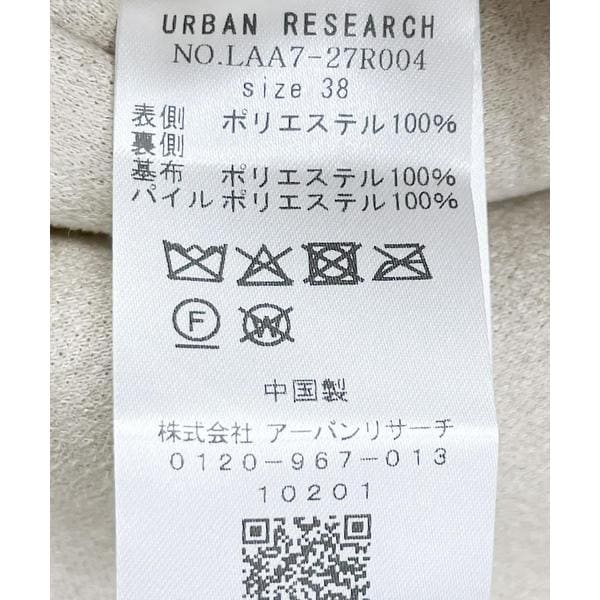 URBAN RESEARCH
NO.LAA7-27R004
size 38
表側 ポリエステル100%
裏側
基布 ポリエステル100%
パイル ポリエステル100%
F
W
中国製
株式会社 アーバンリサーチ
0120-967-013
10201